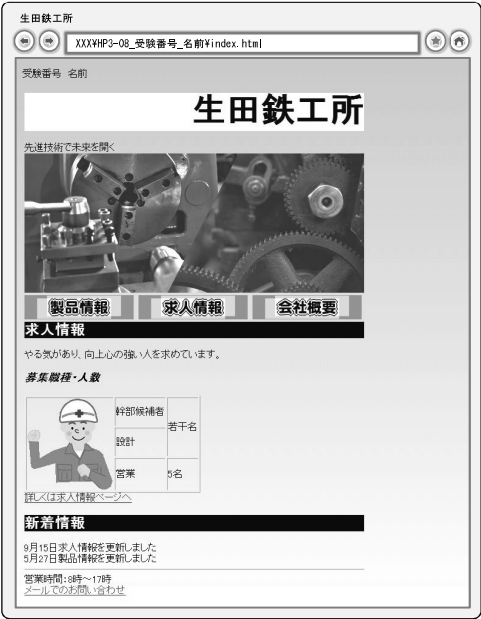 生田鉄工所
XXX¥HP3-08_受験番号_名前¥index.html
受験番号 名前
生田鉄工所
先進技術で未来を開く
製品情報 求人情報 会社概要
求人情報
やる気があり、向上心の強い人を求めています。
募集職種・人数
幹部候補者 若干名
設計
営業 5名
詳しくは求人情報ページへ
新着情報
9月15日求人情報を更新しました
5月27日製品情報を更新しました
営業時間:8時~17時
メールでのお問い合わせ